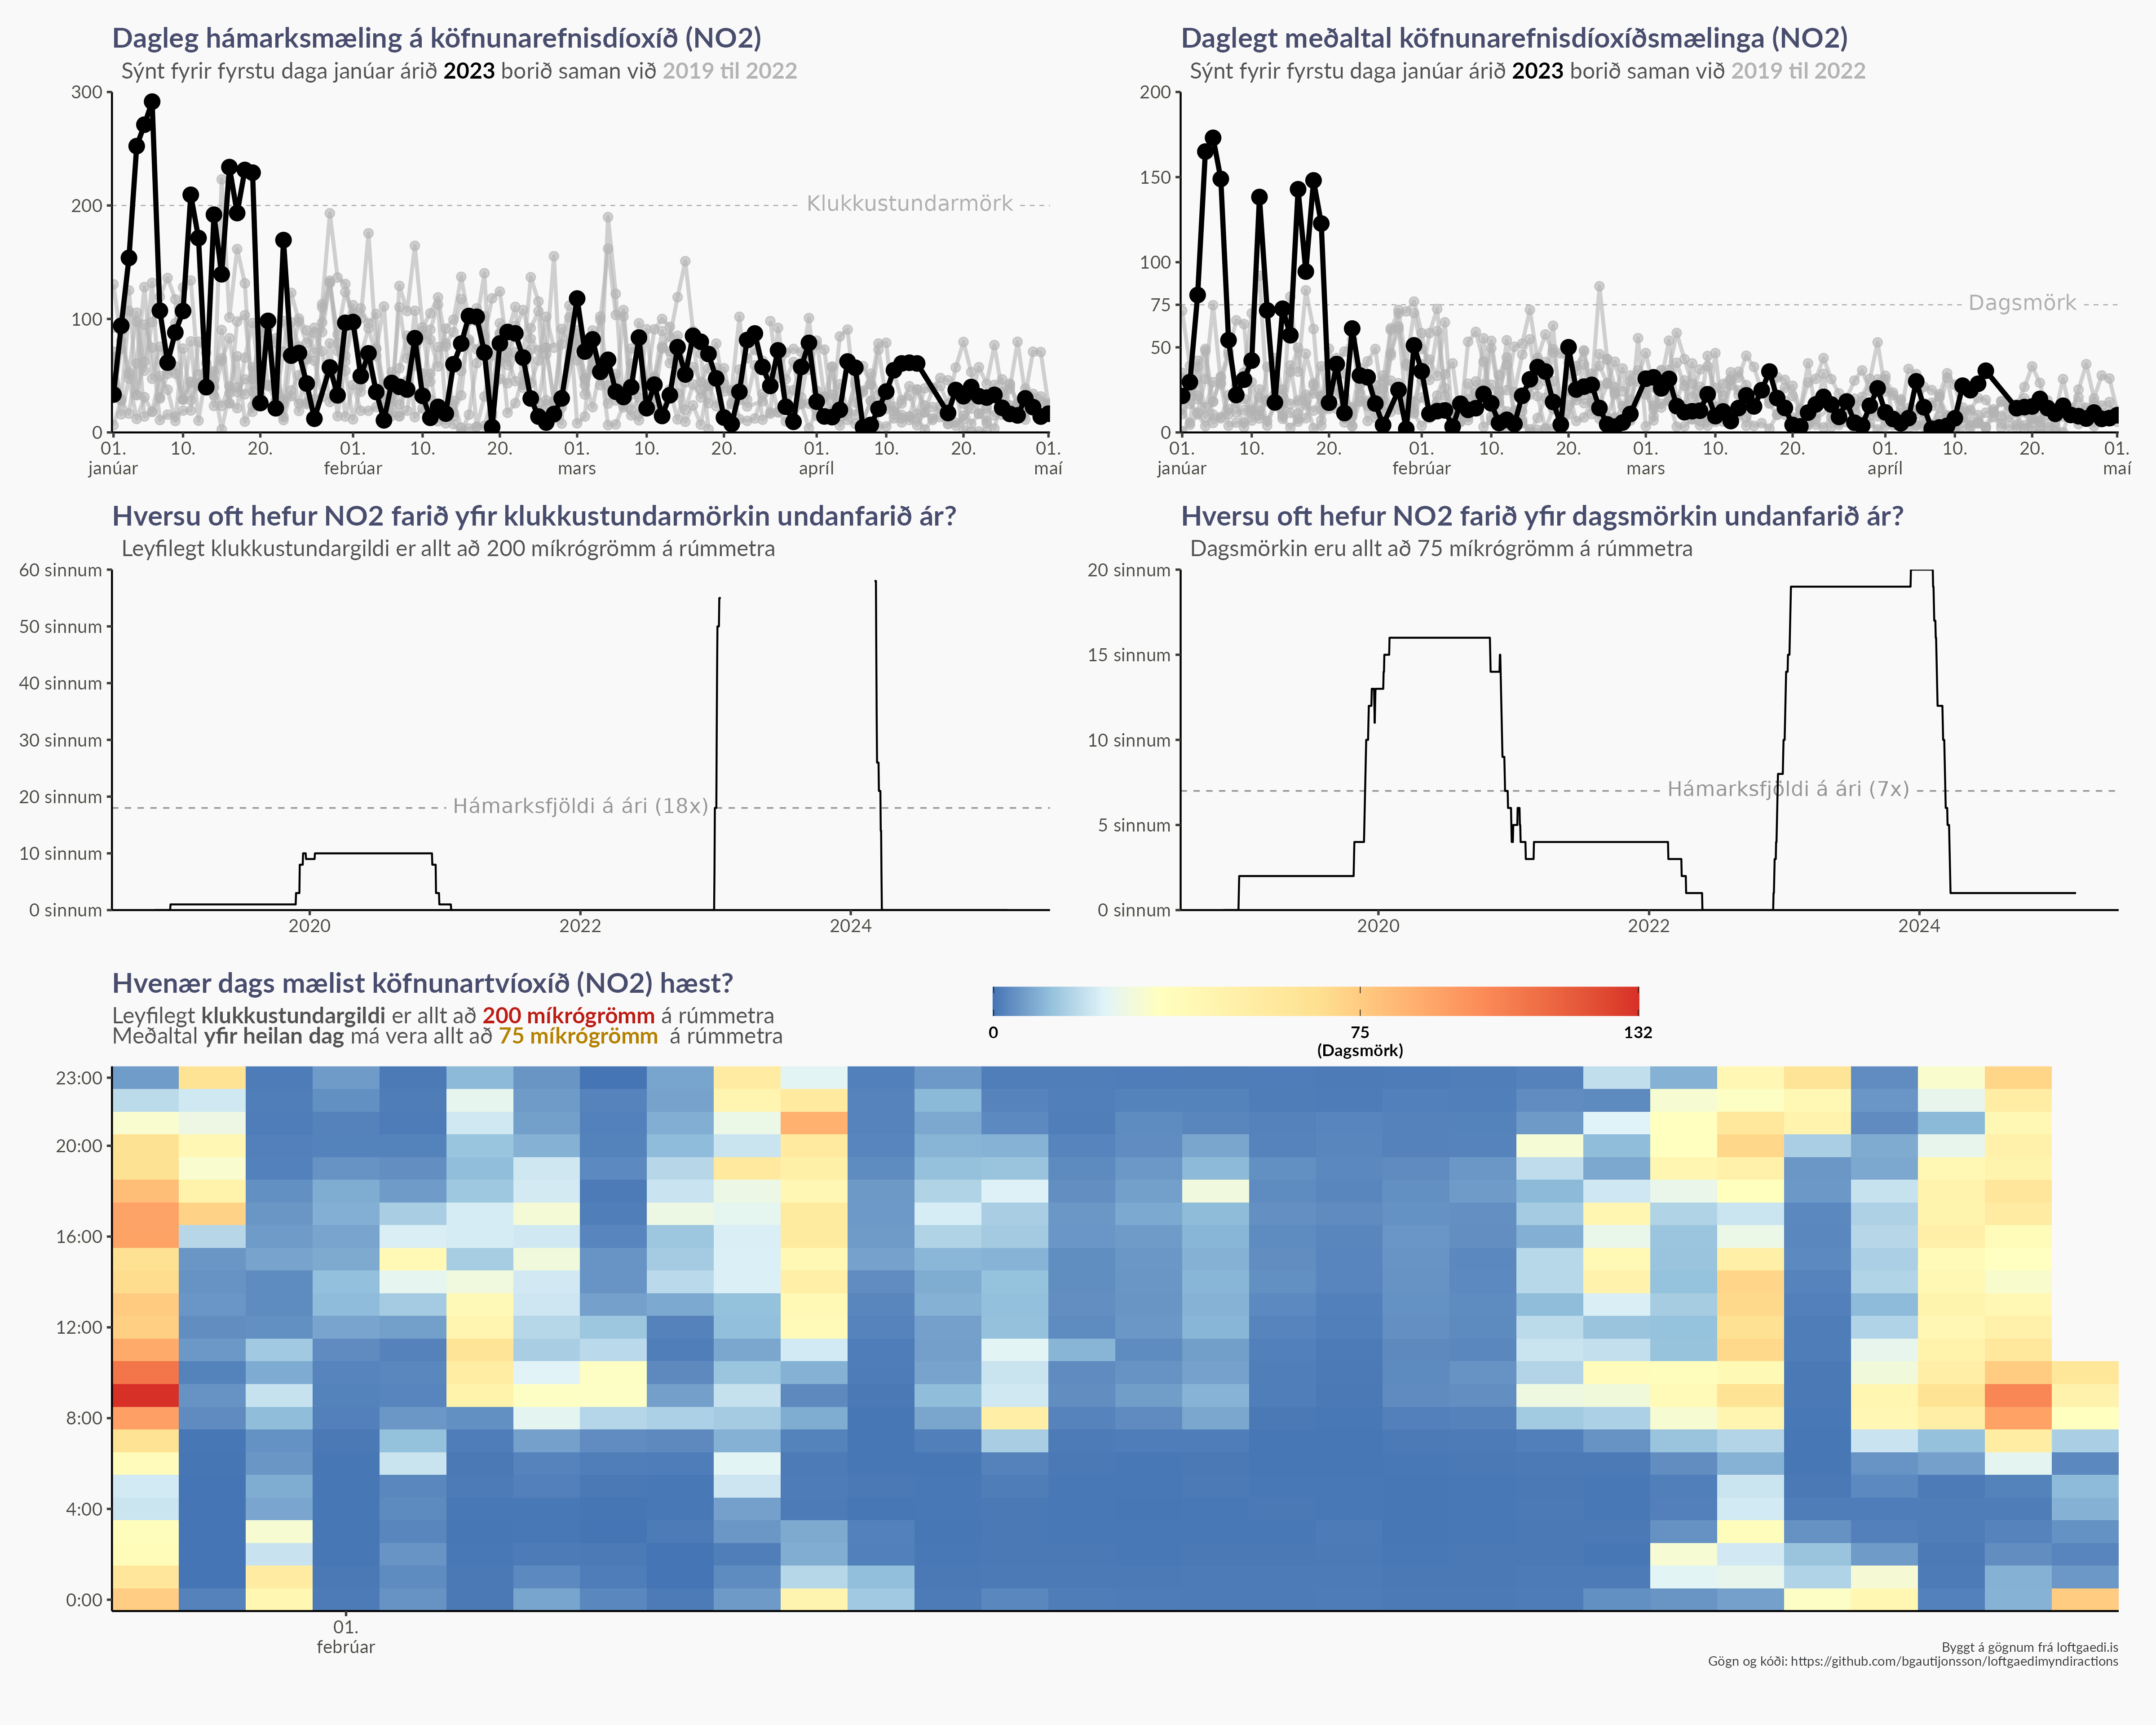 Dagleg hámarksmæling á köfnunarefnisdíoxíð (NO2)
Sýnt fyrir fyrstu daga janúar árið 2023 borið saman við 2019 til 2022
300
200
100
0
Klukkustundarmörk
01. 10. 20. 01. 10. 20. 01. 10. 20. 01. 10. 20. 01.
janúar febrúar mars apríl maí
Daglegt meðaltal köfnunarefnisdíoxíðsmælinga (NO2)
Sýnt fyrir fyrstu daga janúar árið 2023 borið saman við 2019 til 2022
200
150
100
75
50
0
Dagsmörk
01. 10. 20. 01. 10. 20. 01. 10. 20. 01. 10. 20. 01.
janúar febrúar mars apríl maí
Hversu oft hefur NO2 farið yfir klukkustundarmörkin undanfarið ár?
Leyfilegt klukkustundargildi er allt að 200 míkrógrömm á rúmmetra
60 sinnum
50 sinnum
40 sinnum
30 sinnum
20 sinnum
10 sinnum
0 sinnum
Hámarksfjöldi á ári (18x)
2020 2022 2024
Hversu oft hefur NO2 farið yfir dagsmörkin undanfarið ár?
Dagsmörkin eru allt að 75 míkrógrömm á rúmmetra
20 sinnum
15 sinnum
10 sinnum
5 sinnum
0 sinnum
Hámarksfjöldi á ári (7x)
2020 2022 2024
Hvenær dags mælist köfnunartvíoxíð (NO2) hæst?
Leyfilegt klukkustundargildi er allt að 200 míkrógrömm á rúmmetra
Meðaltal yfir heilan dag má vera allt að 75 míkrógrömm á rúmmetra
0 75 132
(Dagsmörk)
23:00
20:00
16:00
12:00
8:00
4:00
0:00
01.
febrúar
Byggt á gögnum frá loftgaedi.is
Gögn og kóði: https://github.com/bgautijonsson/loftgaedimyndiractions